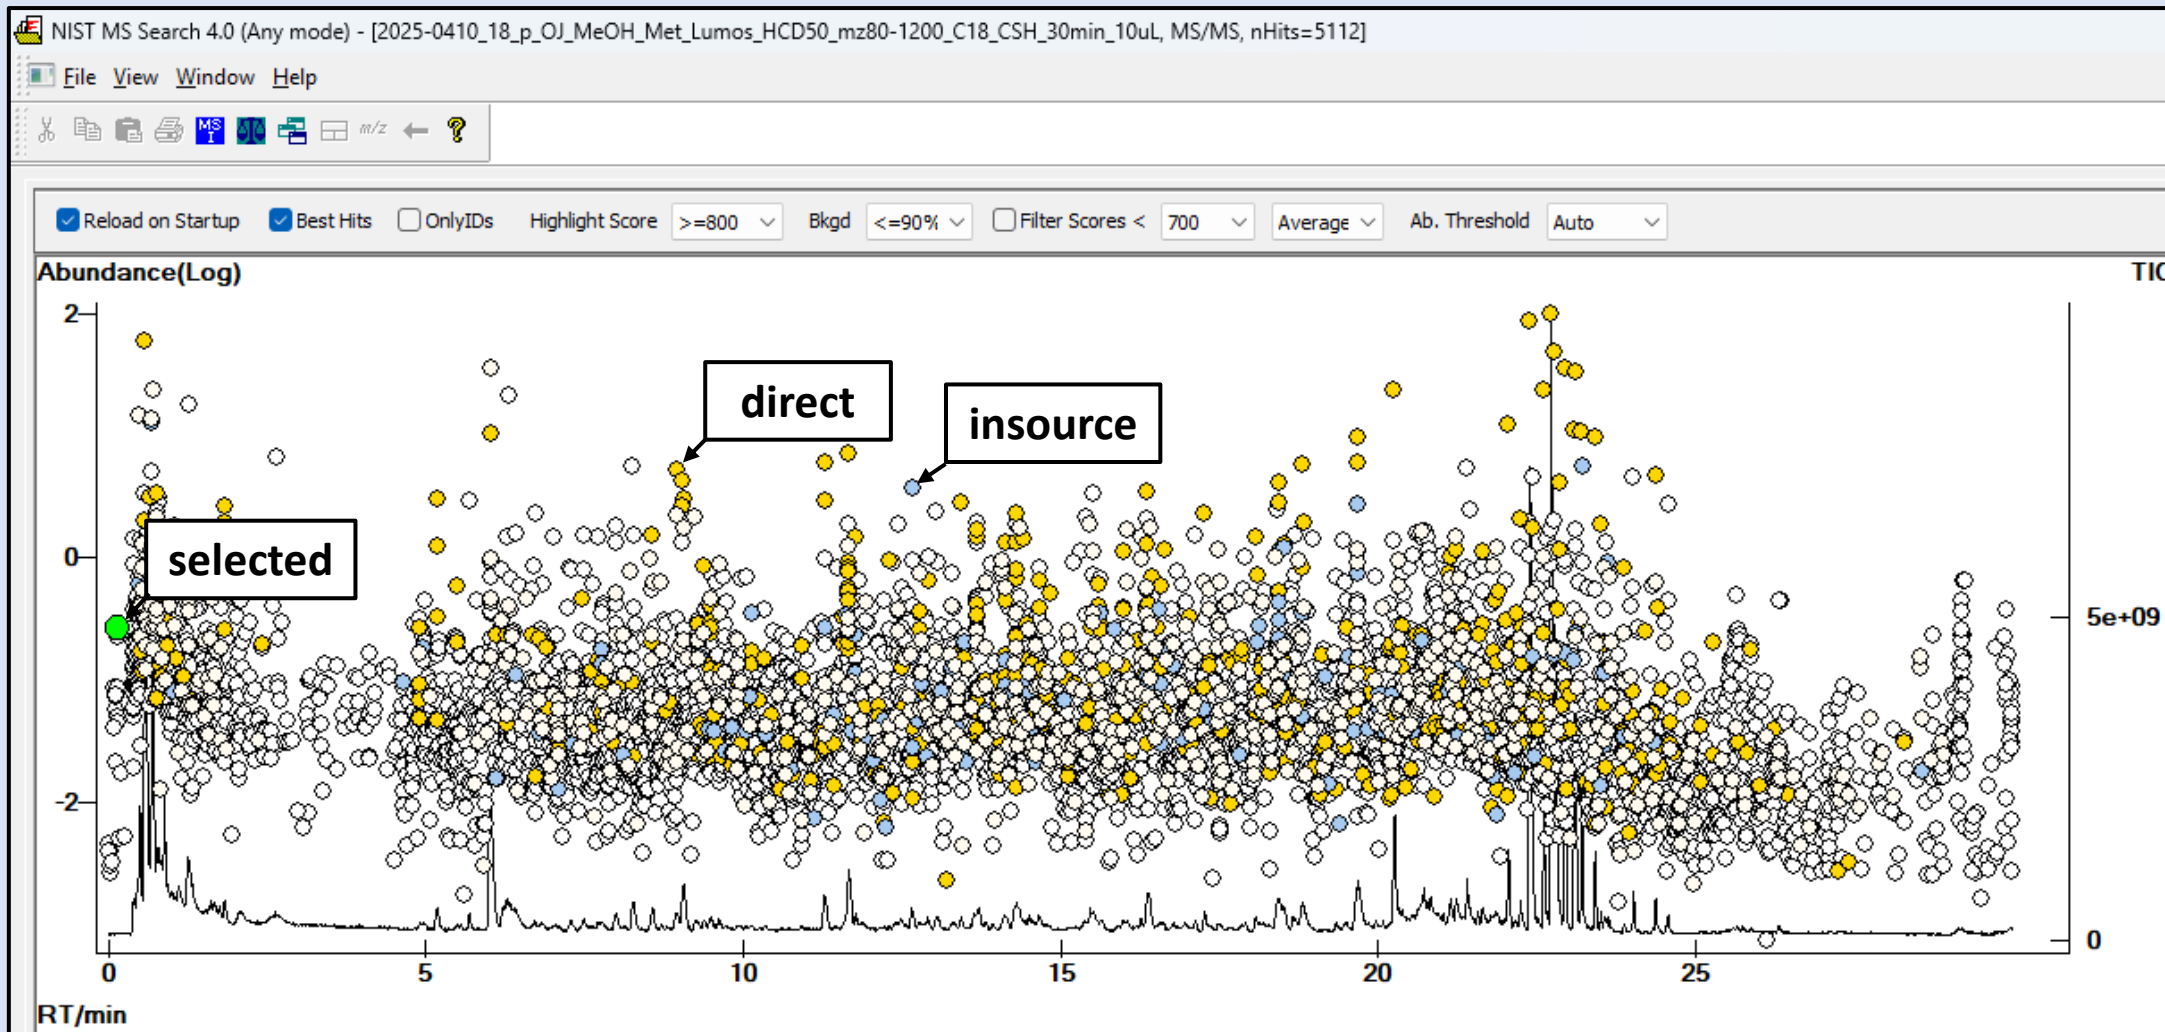 NIST MS Search 4.0 (Any mode) - [2025-0410_18_p_OJ_MeOH_Met_Lumos_HCD50_mz80-1200_C18_CSH_30min_10uL, MS/MS, nHits=5112]
File View Window Help
MS I m/z ?
Reload on Startup Best Hits OnlyIDs Highlight Score >=800 Bkgd <=90% Filter Scores < 700 Average Ab. Threshold Auto
Abundance(Log) TIC
2
direct
insource
0
selected
5e+09
-2
0
0 5 10 15 20 25
RT/min